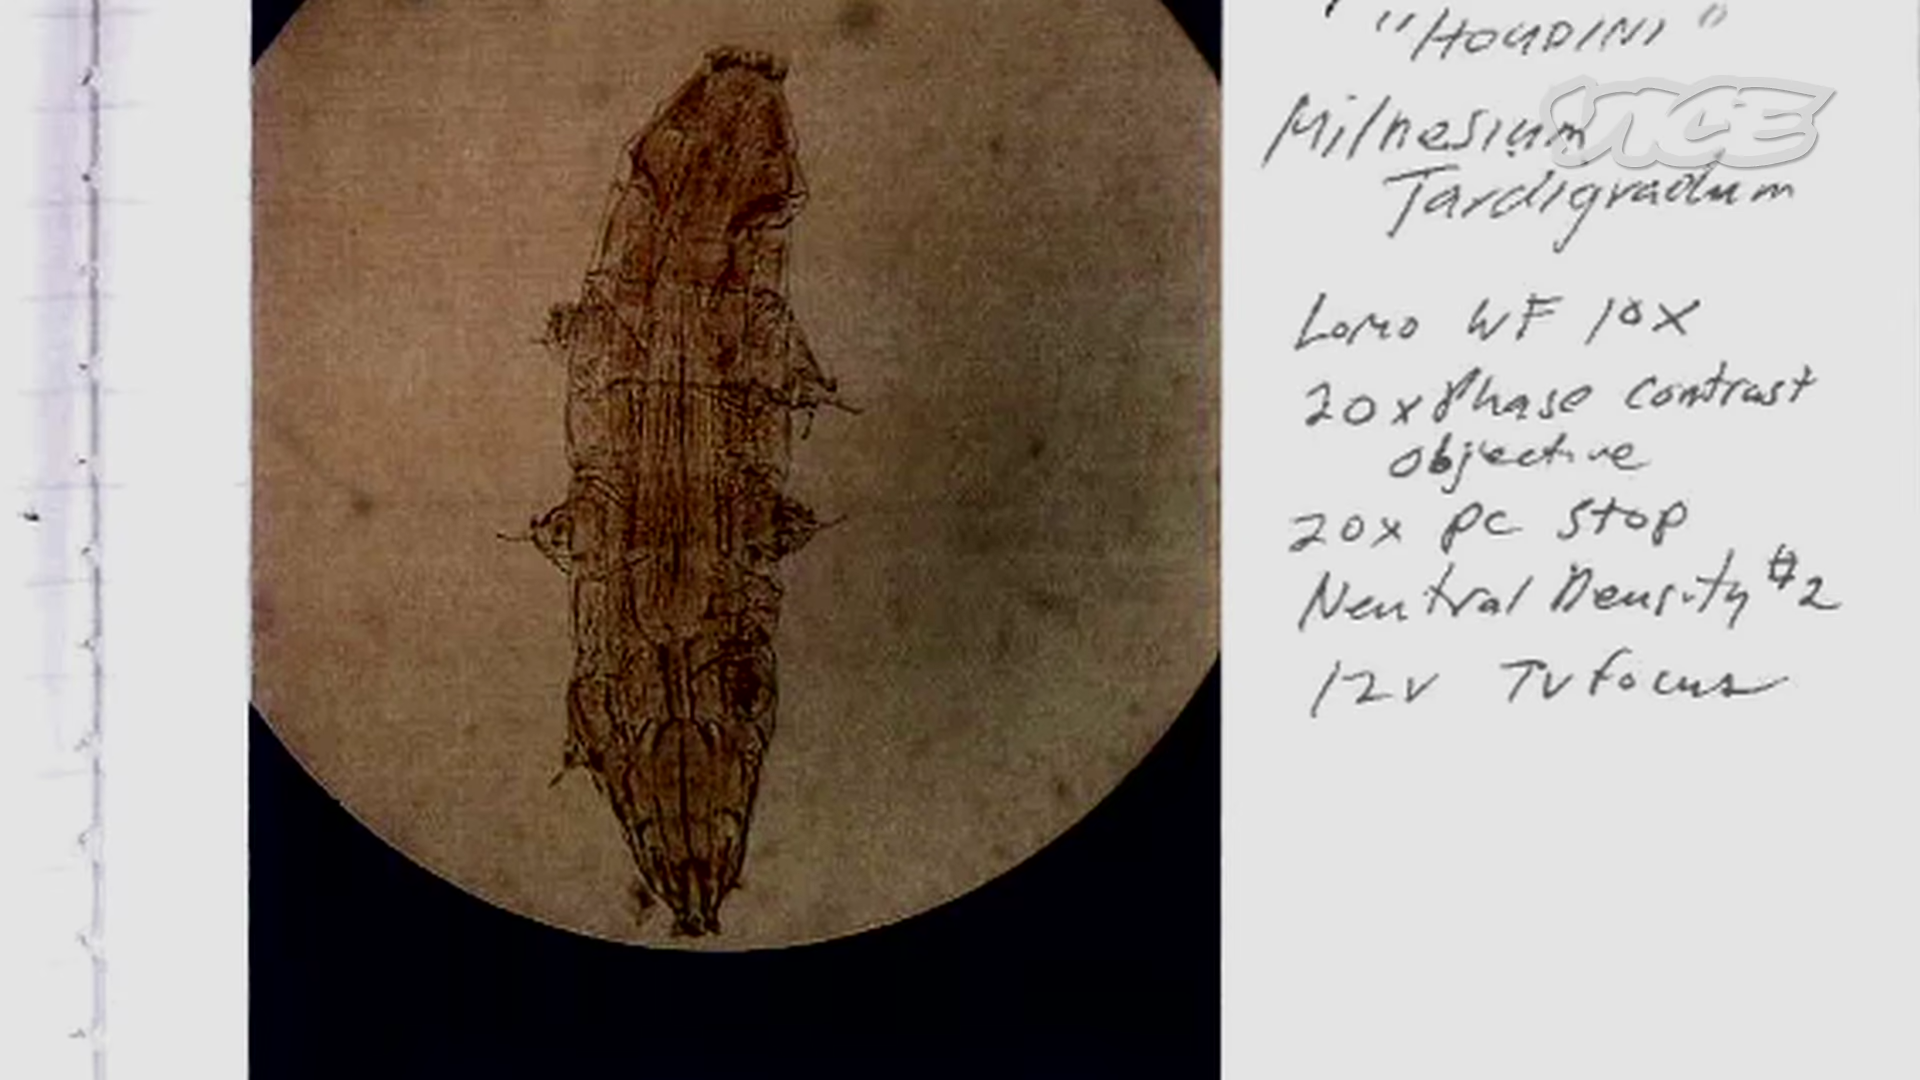 "HOUDINI"
VICE
Milnesium
Tardigradum
Lomo WF 10X
20x Phase contrast
objective
20x pc stop
Neutral Density #2
12v TV focus